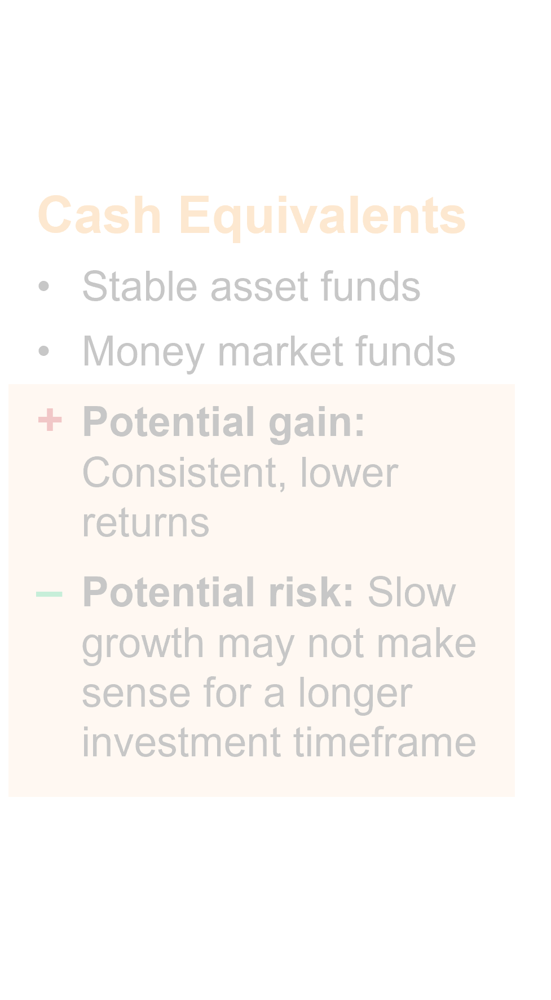 Cash Equivalents
• Stable asset funds
• Money market funds
+ Potential gain:
Consistent, lower
returns
– Potential risk: Slow
growth may not make
sense for a longer
investment timeframe